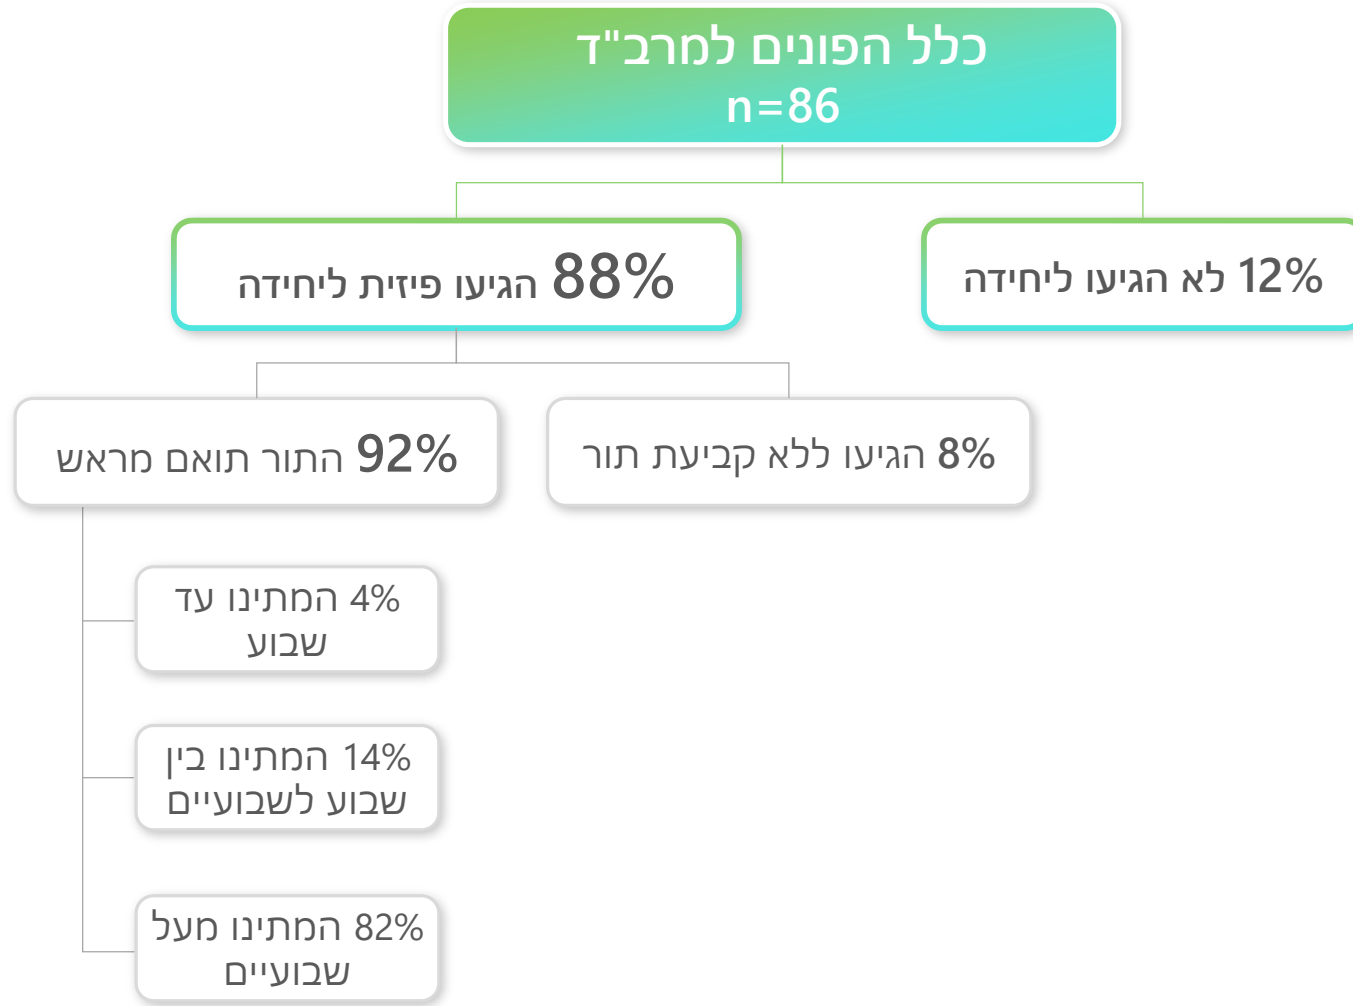 כלל הפונים למרב"ד
n=86
12% לא הגיעו ליחידה
88% הגיעו פיזית ליחידה
8% הגיעו ללא קביעת תור
92% התור תואם מראש
4% המתינו עד
שבוע
14% המתינו בין
שבוע לשבועיים
82% המתינו מעל
שבועיים